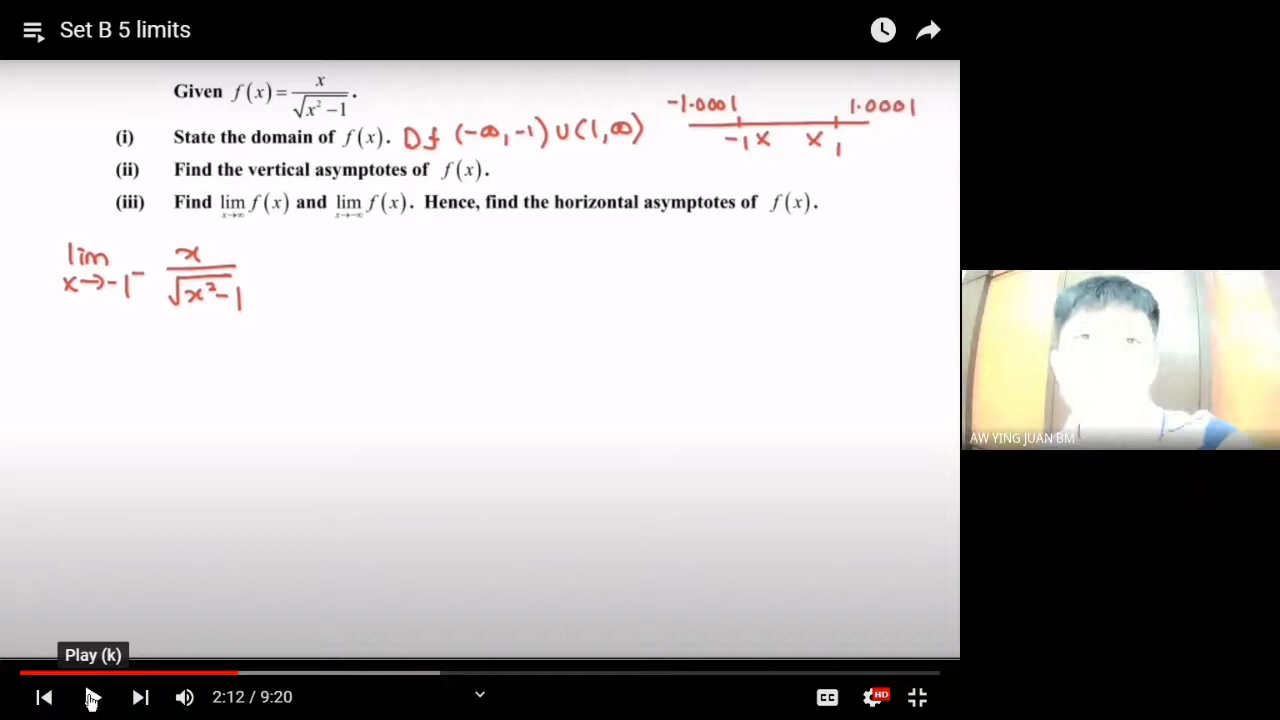 Set B 5 limits
Given f(x) = x/√(x² − 1).
-1.0001 1.0001
(i) State the domain of f(x). Df (-∞, -1) ∪ (1, ∞)
-1 x x 1
(ii) Find the vertical asymptotes of f(x).
(iii) Find lim x→∞ f(x) and lim x→−∞ f(x). Hence, find the horizontal asymptotes of f(x).
lim x→-1⁻ x/√(x²-1)
AW YING JUAN BM
Play (k)
2:12 / 9:20
CC HD